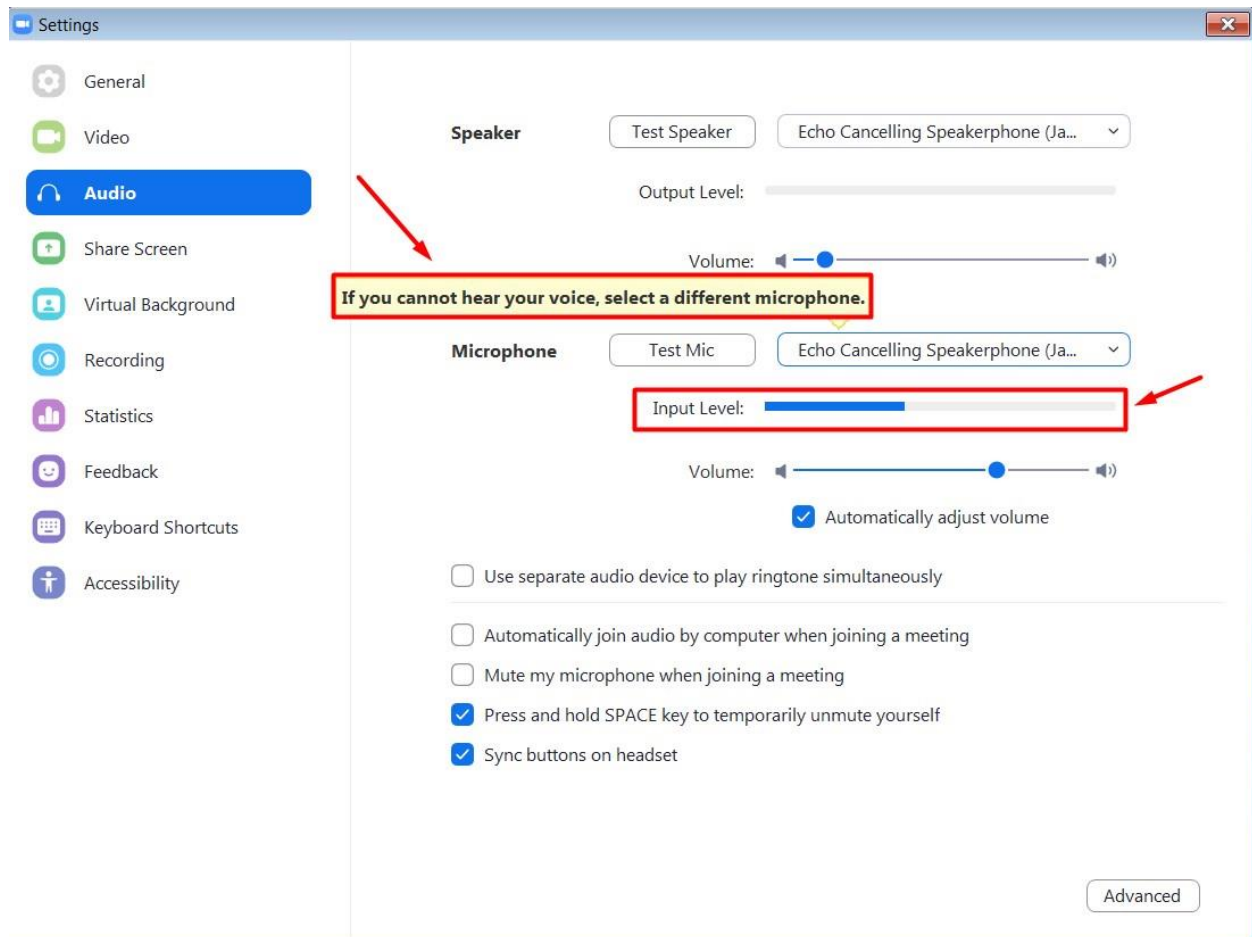 Settings
General
Video
Audio
Share Screen
Virtual Background
Recording
Statistics
Feedback
Keyboard Shortcuts
Accessibility
Speaker
Test Speaker
Echo Cancelling Speakerphone (Ja...
Output Level:
Volume:
If you cannot hear your voice, select a different microphone.
Microphone
Test Mic
Echo Cancelling Speakerphone (Ja...
Input Level:
Volume:
Automatically adjust volume
Use separate audio device to play ringtone simultaneously
Automatically join audio by computer when joining a meeting
Mute my microphone when joining a meeting
Press and hold SPACE key to temporarily unmute yourself
Sync buttons on headset
Advanced